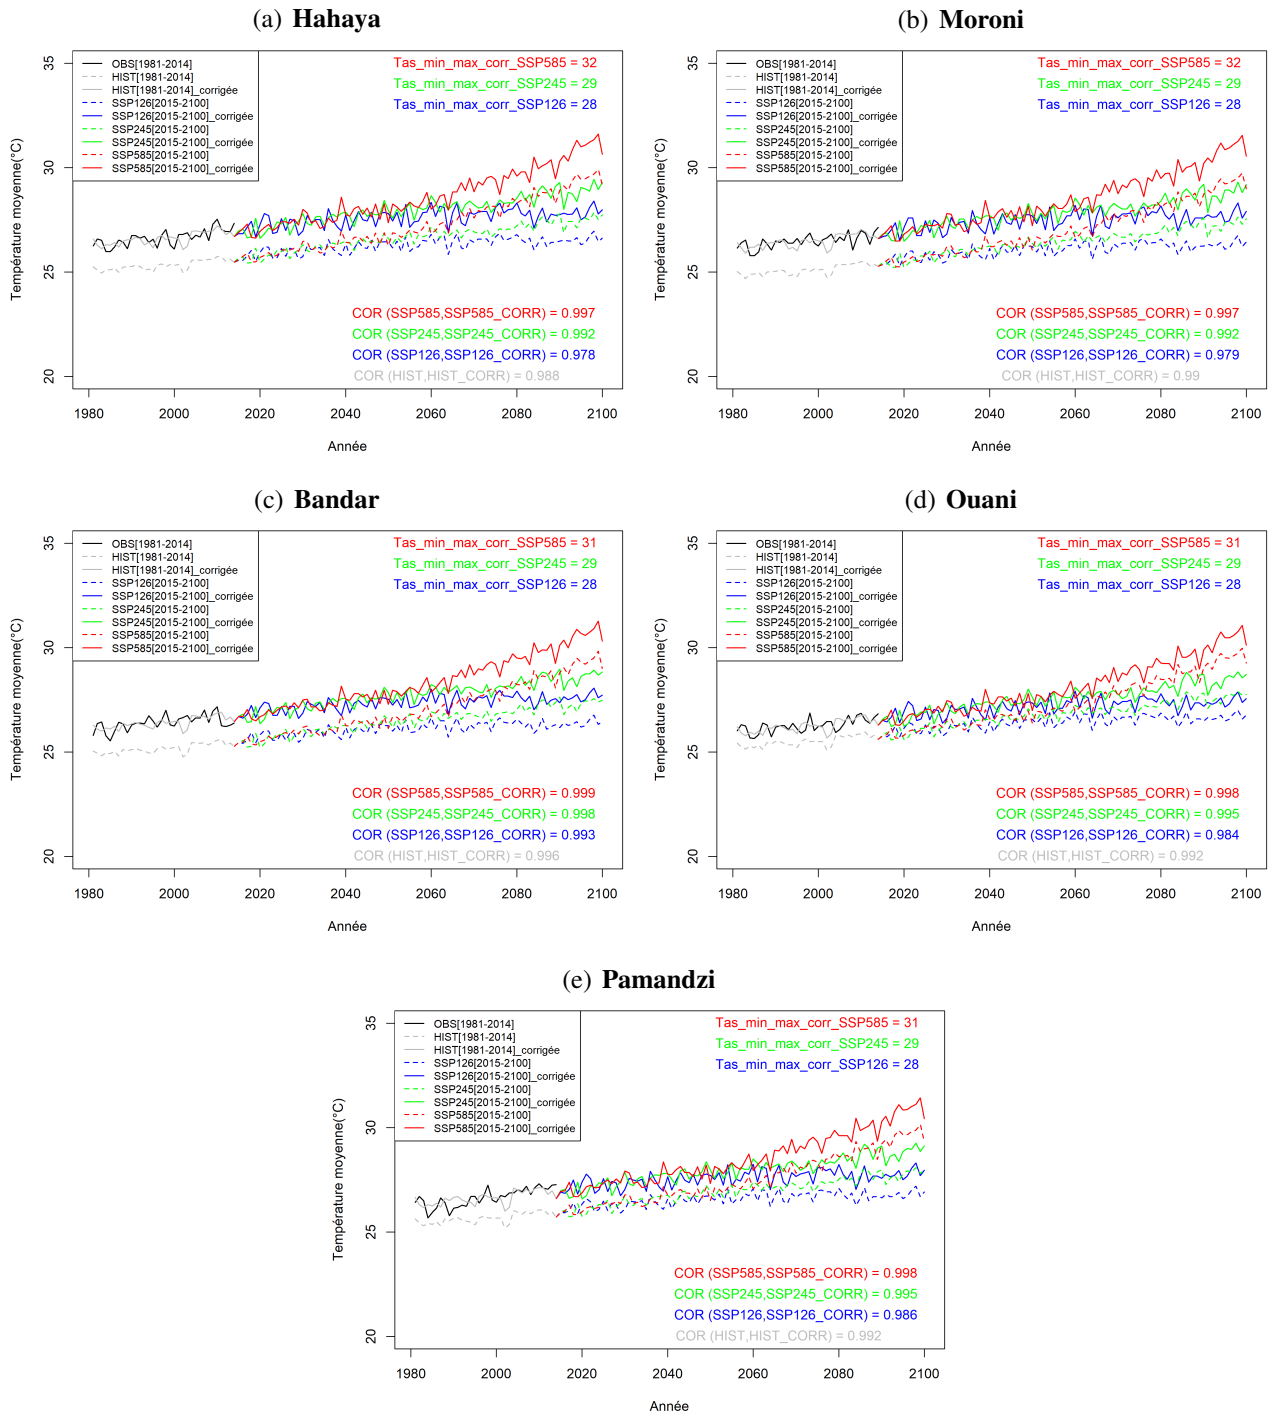 (a) Hahaya
Température moyenne(°C)
35
30
25
20
OBS[1981-2014]
HIST[1981-2014]
HIST[1981-2014]_corrigée
SSP126[2015-2100]
SSP126[2015-2100]_corrigée
SSP245[2015-2100]
SSP245[2015-2100]_corrigée
SSP585[2015-2100]
SSP585[2015-2100]_corrigée
Tas_min_max_corr_SSP585 = 32
Tas_min_max_corr_SSP245 = 29
Tas_min_max_corr_SSP126 = 28
COR (SSP585,SSP585_CORR) = 0.997
COR (SSP245,SSP245_CORR) = 0.992
COR (SSP126,SSP126_CORR) = 0.978
COR (HIST,HIST_CORR) = 0.988
1980 2000 2020 2040 2060 2080 2100
Année
(b) Moroni
Température moyenne(°C)
35
30
25
20
OBS[1981-2014]
HIST[1981-2014]
HIST[1981-2014]_corrigée
SSP126[2015-2100]
SSP126[2015-2100]_corrigée
SSP245[2015-2100]
SSP245[2015-2100]_corrigée
SSP585[2015-2100]
SSP585[2015-2100]_corrigée
Tas_min_max_corr_SSP585 = 32
Tas_min_max_corr_SSP245 = 29
Tas_min_max_corr_SSP126 = 28
COR (SSP585,SSP585_CORR) = 0.997
COR (SSP245,SSP245_CORR) = 0.992
COR (SSP126,SSP126_CORR) = 0.979
COR (HIST,HIST_CORR) = 0.99
1980 2000 2020 2040 2060 2080 2100
Année
(c) Bandar
Température moyenne(°C)
35
30
25
20
OBS[1981-2014]
HIST[1981-2014]
HIST[1981-2014]_corrigée
SSP126[2015-2100]
SSP126[2015-2100]_corrigée
SSP245[2015-2100]
SSP245[2015-2100]_corrigée
SSP585[2015-2100]
SSP585[2015-2100]_corrigée
Tas_min_max_corr_SSP585 = 31
Tas_min_max_corr_SSP245 = 29
Tas_min_max_corr_SSP126 = 28
COR (SSP585,SSP585_CORR) = 0.999
COR (SSP245,SSP245_CORR) = 0.998
COR (SSP126,SSP126_CORR) = 0.993
COR (HIST,HIST_CORR) = 0.996
1980 2000 2020 2040 2060 2080 2100
Année
(d) Ouani
Température moyenne(°C)
35
30
25
20
OBS[1981-2014]
HIST[1981-2014]
HIST[1981-2014]_corrigée
SSP126[2015-2100]
SSP126[2015-2100]_corrigée
SSP245[2015-2100]
SSP245[2015-2100]_corrigée
SSP585[2015-2100]
SSP585[2015-2100]_corrigée
Tas_min_max_corr_SSP585 = 31
Tas_min_max_corr_SSP245 = 29
Tas_min_max_corr_SSP126 = 28
COR (SSP585,SSP585_CORR) = 0.998
COR (SSP245,SSP245_CORR) = 0.995
COR (SSP126,SSP126_CORR) = 0.984
COR (HIST,HIST_CORR) = 0.992
1980 2000 2020 2040 2060 2080 2100
Année
(e) Pamandzi
Température moyenne(°C)
35
30
25
20
OBS[1981-2014]
HIST[1981-2014]
HIST[1981-2014]_corrigée
SSP126[2015-2100]
SSP126[2015-2100]_corrigée
SSP245[2015-2100]
SSP245[2015-2100]_corrigée
SSP585[2015-2100]
SSP585[2015-2100]_corrigée
Tas_min_max_corr_SSP585 = 31
Tas_min_max_corr_SSP245 = 29
Tas_min_max_corr_SSP126 = 28
COR (SSP585,SSP585_CORR) = 0.998
COR (SSP245,SSP245_CORR) = 0.995
COR (SSP126,SSP126_CORR) = 0.986
COR (HIST,HIST_CORR) = 0.992
1980 2000 2020 2040 2060 2080 2100
Année